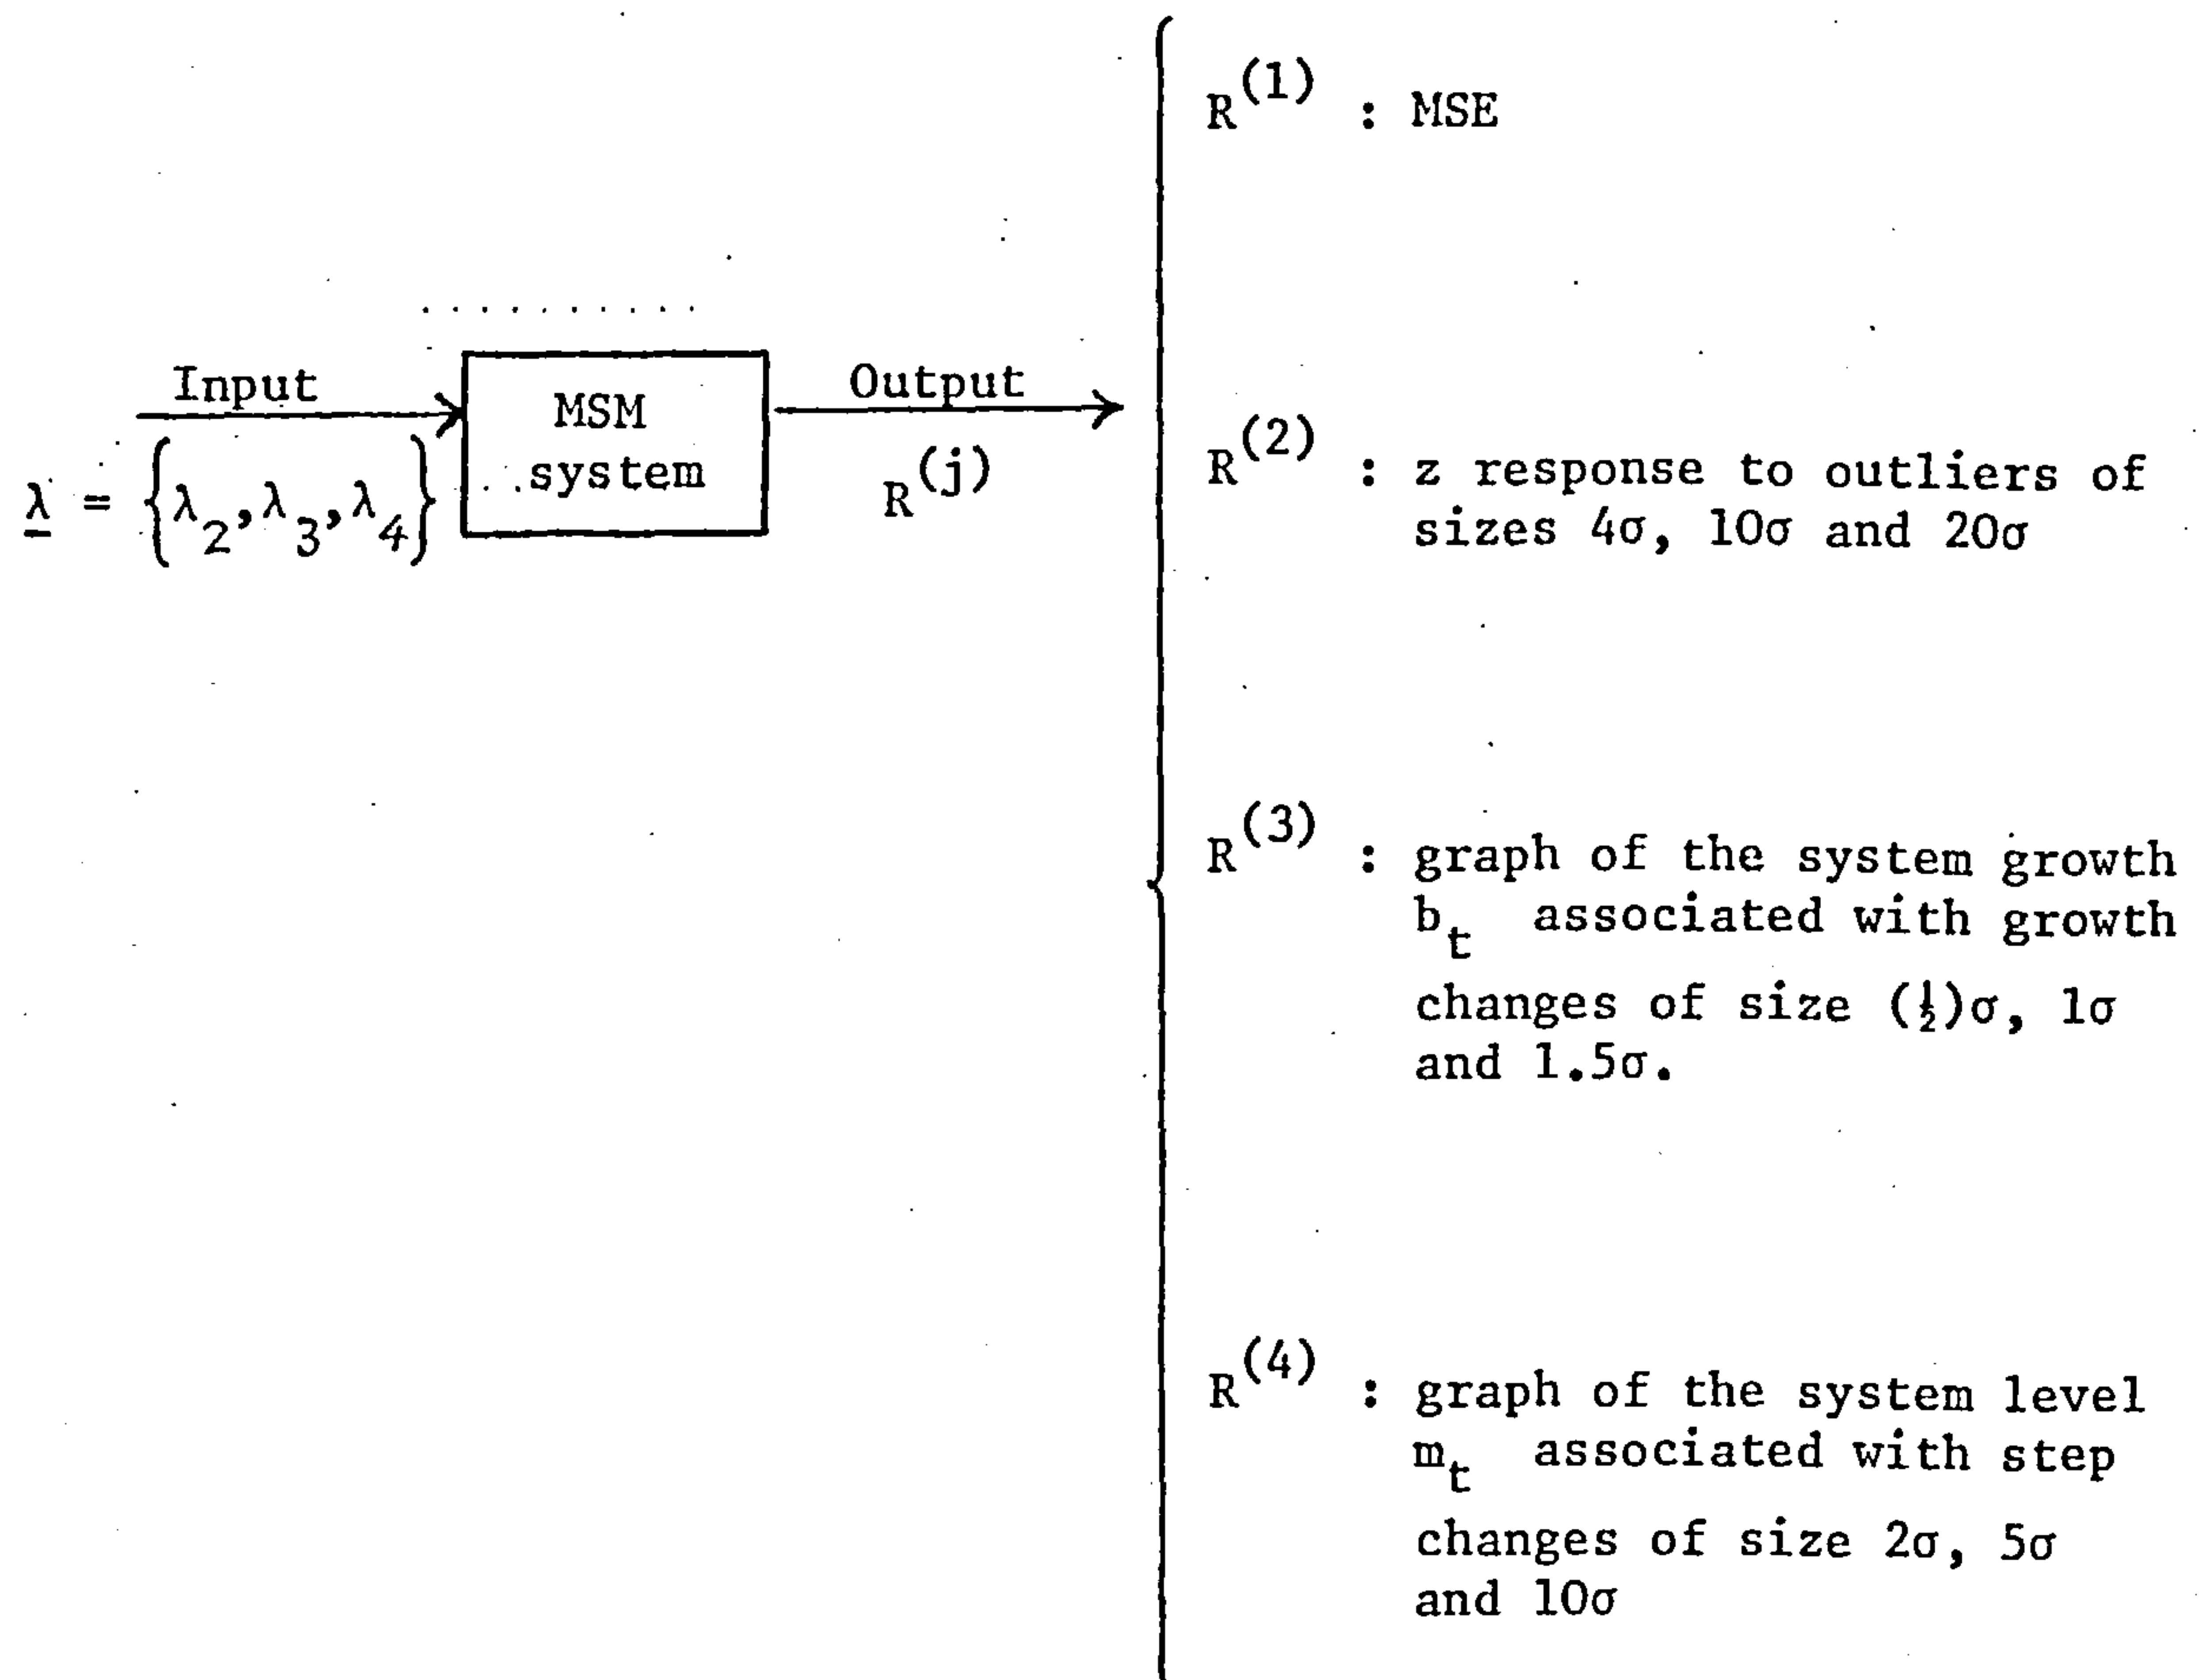 Input
λ = {λ2, λ3, λ4}
MSM
system
Output
R(j)
R(1) : MSE
R(2) : z response to outliers of
sizes 4σ, 10σ and 20σ
R(3) : graph of the system growth
bt associated with growth
changes of size (½)σ, 1σ
and 1.5σ.
R(4) : graph of the system level
mt associated with step
changes of size 2σ, 5σ
and 10σ